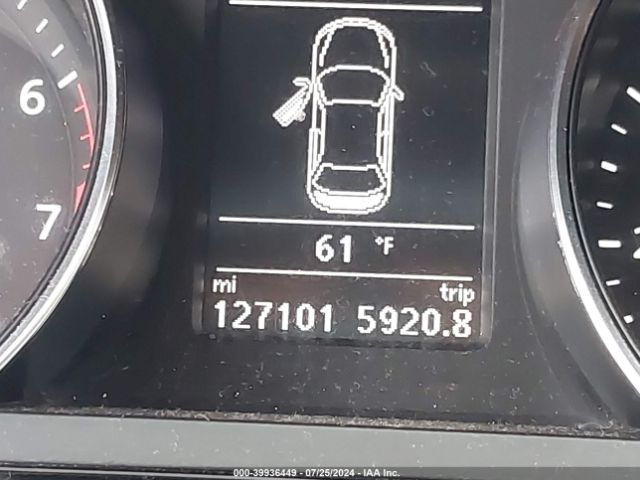 6
7
61 °F
mi trip
127101 5920.8
000-39936449 - 07/25/2024 - IAA Inc.